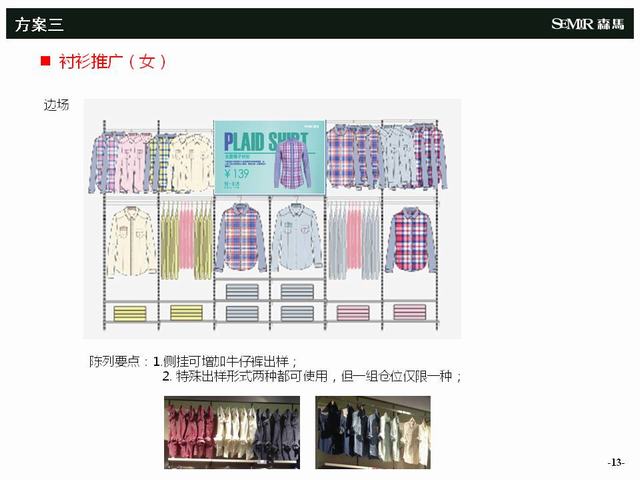 方案三
SEMIR 森馬
■ 衬衫推广（女）
边场
PLAID SHIRT
¥ 139
陈列要点：1.侧挂可增加牛仔裤出样；
2. 特殊出样形式两种都可使用，但一组仓位仅限一种；
-13-